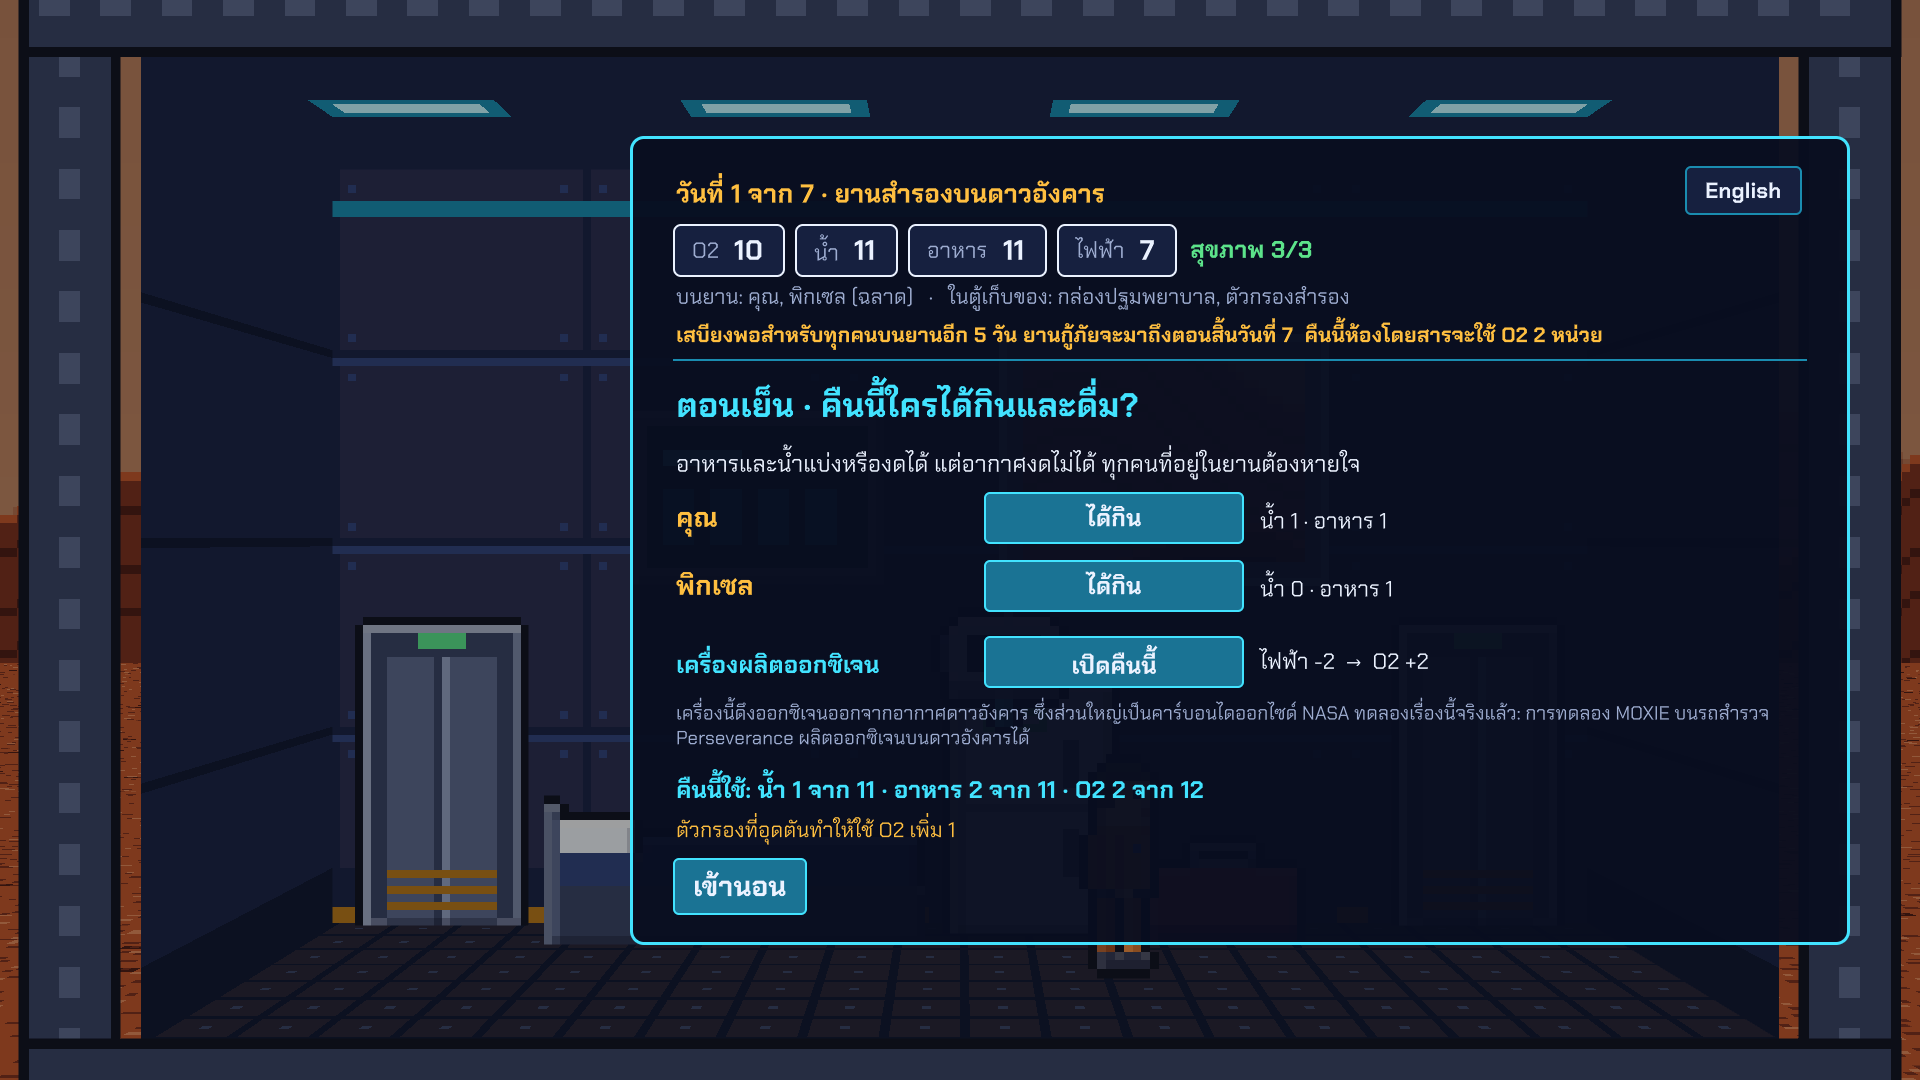 วันที่ 1 จาก 7 · ยานสำรองบนดาวอังคาร
English
O2 10
น้ำ 11
อาหาร 11
ไฟฟ้า 7
สุขภาพ 3/3
บนยาน: คุณ, พิกเซล (ฉลาด) · ในตู้เก็บของ: กล่องปฐมพยาบาล, ตัวกรองสำรอง
เสบียงพอสำหรับทุกคนบนยานอีก 5 วัน ยานกู้ภัยจะมาถึงตอนสิ้นวันที่ 7 คืนนี้ห้องโดยสารจะใช้ O2 2 หน่วย
ตอนเย็น · คืนนี้ใครได้กินและดื่ม?
อาหารและน้ำแบ่งหรืองดได้ แต่อากาศงดไม่ได้ ทุกคนที่อยู่ในยานต้องหายใจ
คุณ ได้กิน น้ำ 1 · อาหาร 1
พิกเซล ได้กิน น้ำ 0 · อาหาร 1
เครื่องผลิตออกซิเจน เปิดคืนนี้ ไฟฟ้า -2 → O2 +2
เครื่องนี้ดึงออกซิเจนออกจากอากาศดาวอังคาร ซึ่งส่วนใหญ่เป็นคาร์บอนไดออกไซด์ NASA ทดลองเรื่องนี้จริงแล้ว: การทดลอง MOXIE บนรถสำรวจ
Perseverance ผลิตออกซิเจนบนดาวอังคารได้
คืนนี้ใช้: น้ำ 1 จาก 11 · อาหาร 2 จาก 11 · O2 2 จาก 12
ตัวกรองที่อุดตันทำให้ใช้ O2 เพิ่ม 1
เข้านอน